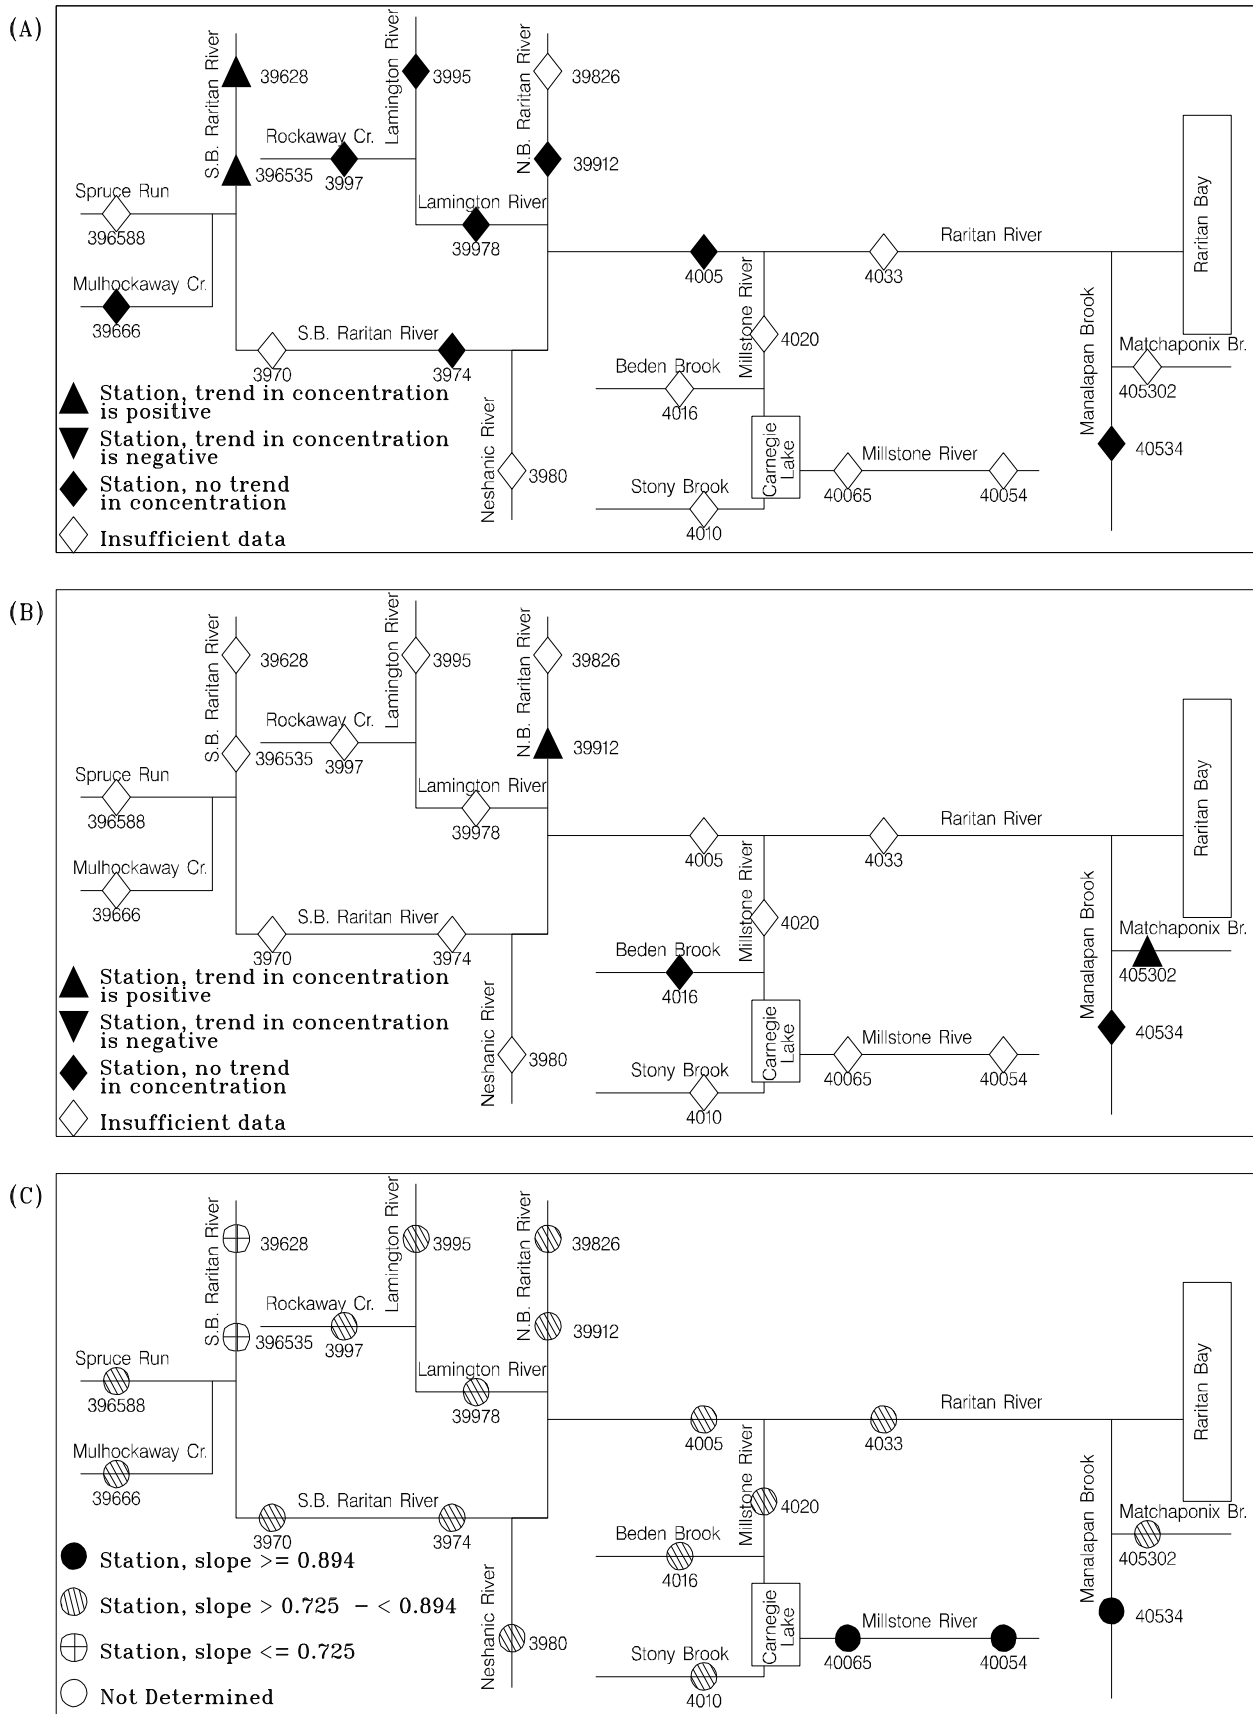 (A)
S.B. Raritan River
39628
Lamington River
3995
N.B. Raritan River
39826
Rockaway Cr.
3997
396535
39912
Spruce Run
396588
Lamington River
39978
Mulhockaway Cr.
39666
4005
Millstone River
4033
Raritan River
Raritan Bay
S.B. Raritan River
3970
3974
4020
Beden Brook
4016
Manalapan Brook
Matchaponix Br.
405302
40534
Neshanic River
3980
Carnegie
Lake
Millstone River
40065
40054
Stony Brook
4010
Station, trend in concentration
is positive
Station, trend in concentration
is negative
Station, no trend
in concentration
Insufficient data
(B)
S.B. Raritan River
39628
Lamington River
3995
N.B. Raritan River
39826
Rockaway Cr.
3997
396535
39912
Spruce Run
396588
Lamington River
39978
Mulhockaway Cr.
39666
4005
Millstone River
4033
Raritan River
Raritan Bay
S.B. Raritan River
3970
3974
4020
Beden Brook
4016
Manalapan Brook
Matchaponix Br.
405302
40534
Neshanic River
3980
Carnegie
Lake
Millstone Rive
40065
40054
Stony Brook
4010
Station, trend in concentration
is positive
Station, trend in concentration
is negative
Station, no trend
in concentration
Insufficient data
(C)
S.B. Raritan River
39628
Lamington River
3995
N.B. Raritan River
39826
Rockaway Cr.
3997
396535
39912
Spruce Run
396588
Lamington River
39978
Mulhockaway Cr.
39666
4005
Millstone River
4033
Raritan River
Raritan Bay
S.B. Raritan River
3970
3974
4020
Beden Brook
4016
Manalapan Brook
Matchaponix Br.
405302
40534
Neshanic River
3980
Carnegie
Lake
Millstone River
40065
40054
Stony Brook
4010
Station, slope >= 0.894
Station, slope > 0.725 - < 0.894
Station, slope <= 0.725
Not Determined